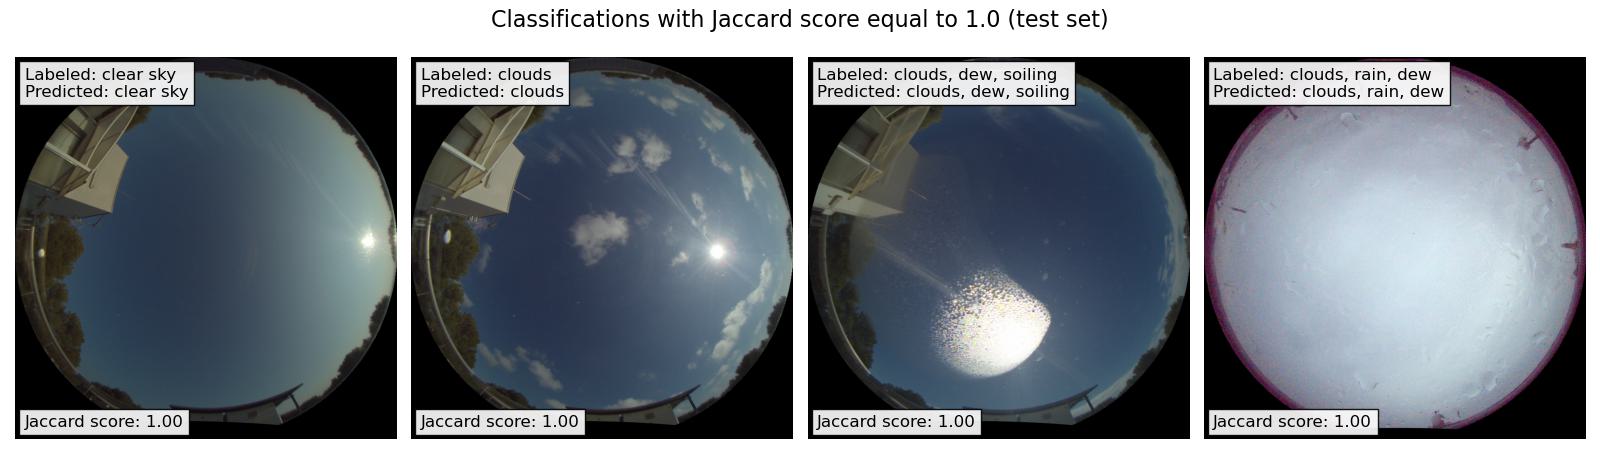 Classifications with Jaccard score equal to 1.0 (test set)
Labeled: clear sky
Predicted: clear sky
Jaccard score: 1.00
Labeled: clouds
Predicted: clouds
Jaccard score: 1.00
Labeled: clouds, dew, soiling
Predicted: clouds, dew, soiling
Jaccard score: 1.00
Labeled: clouds, rain, dew
Predicted: clouds, rain, dew
Jaccard score: 1.00